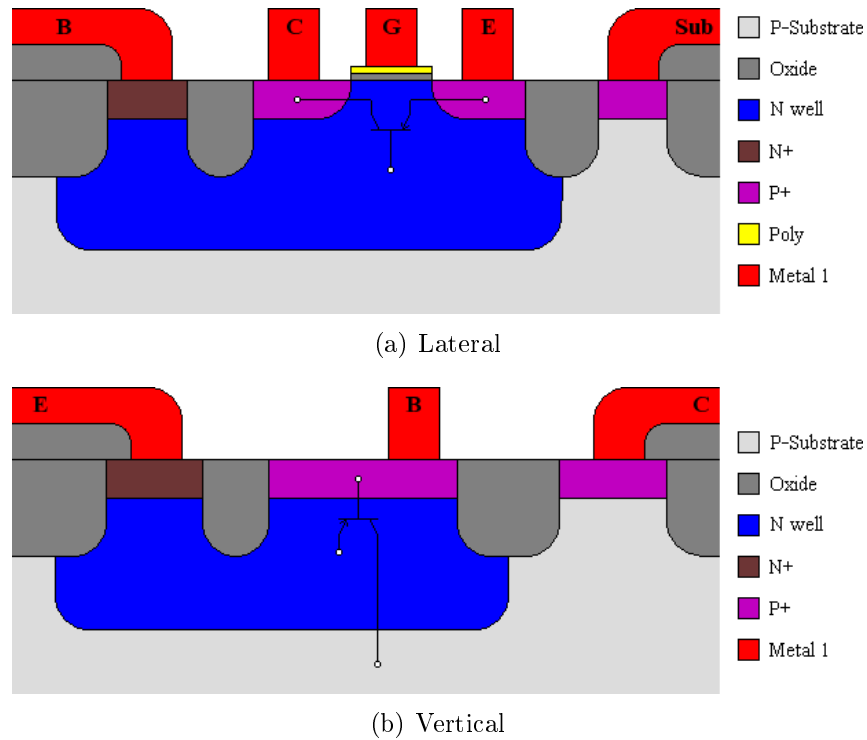 B C G E Sub
P-Substrate
Oxide
N well
N+
P+
Poly
Metal 1
(a) Lateral
E B C
P-Substrate
Oxide
N well
N+
P+
Metal 1
(b) Vertical